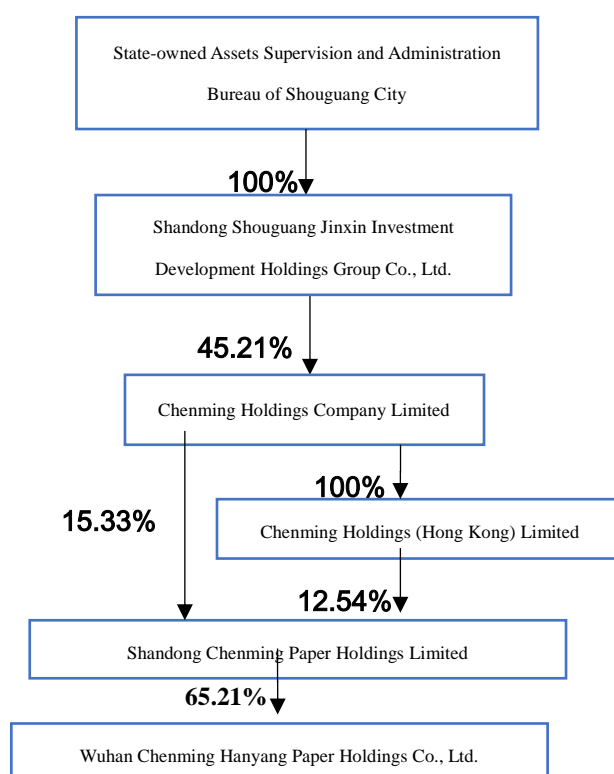 State-owned Assets Supervision and Administration
Bureau of Shouguang City
100%
Shandong Shouguang Jinxin Investment
Development Holdings Group Co., Ltd.
45.21%
Chenming Holdings Company Limited
100%
15.33%
Chenming Holdings (Hong Kong) Limited
12.54%
Shandong Chenming Paper Holdings Limited
65.21%
Wuhan Chenming Hanyang Paper Holdings Co., Ltd.